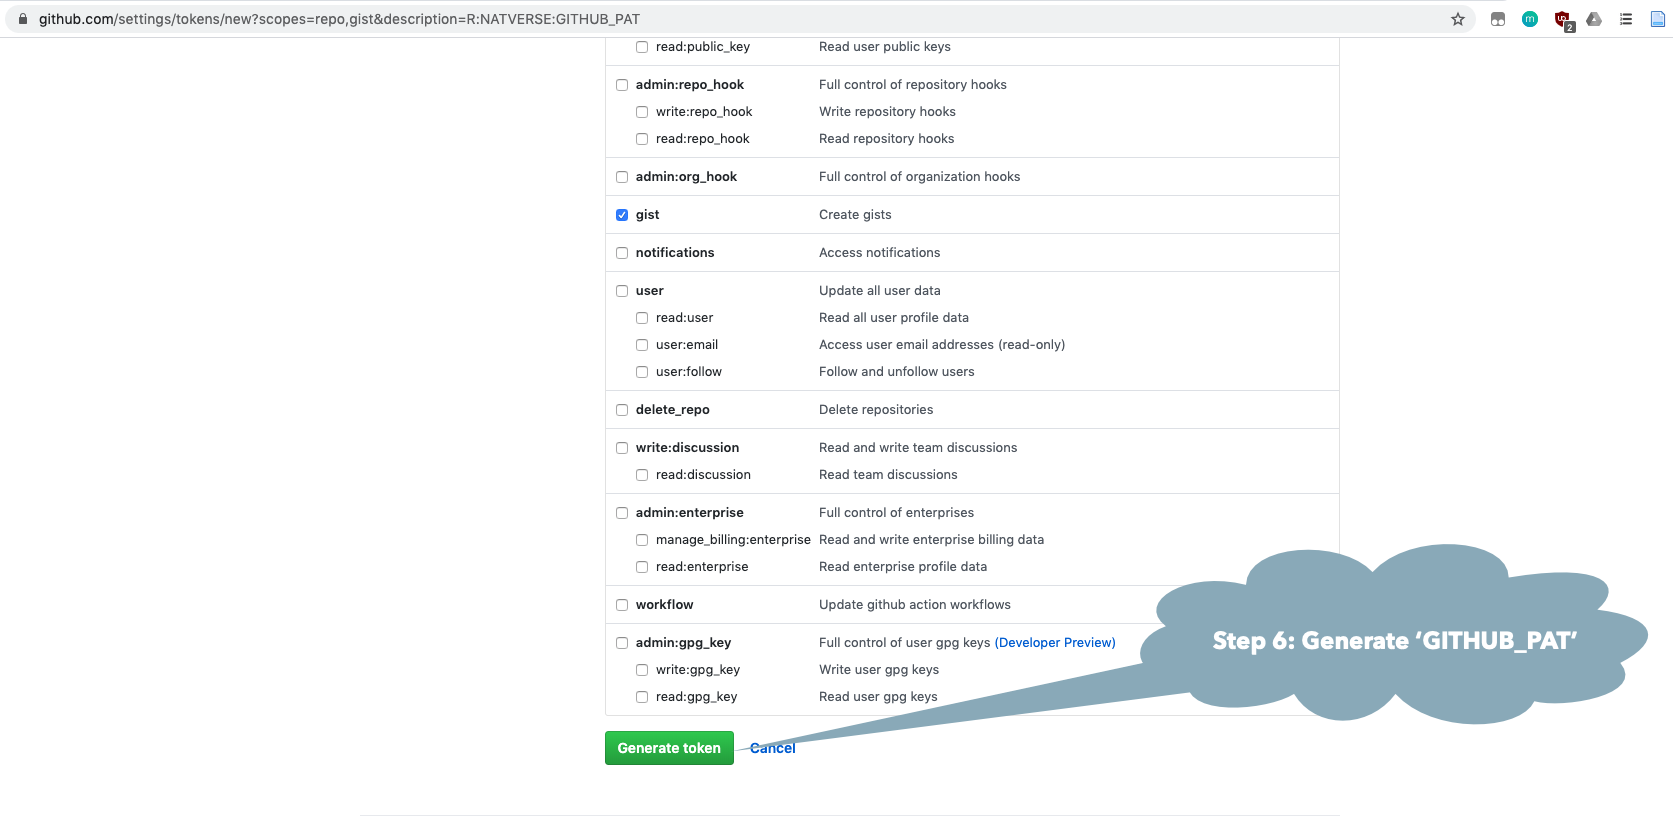 github.com/settings/tokens/new?scopes=repo,gist&description=R:NATVERSE:GITHUB_PAT
m
2
read:public_key Read user public keys
admin:repo_hook Full control of repository hooks
write:repo_hook Write repository hooks
read:repo_hook Read repository hooks
admin:org_hook Full control of organization hooks
gist Create gists
notifications Access notifications
user Update all user data
read:user Read all user profile data
user:email Access user email addresses (read-only)
user:follow Follow and unfollow users
delete_repo Delete repositories
write:discussion Read and write team discussions
read:discussion Read team discussions
admin:enterprise Full control of enterprises
manage_billing:enterprise Read and write enterprise billing data
read:enterprise Read enterprise profile data
workflow Update github action workflows
admin:gpg_key Full control of user gpg keys (Developer Preview)
write:gpg_key Write user gpg keys
read:gpg_key Read user gpg keys
Step 6: Generate ‘GITHUB_PAT’
Generate token Cancel